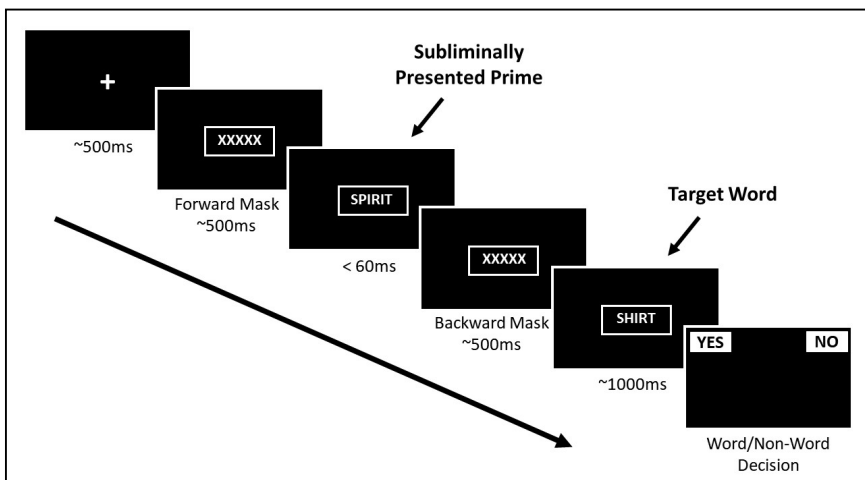 Subliminally
Presented Prime
+
~500ms
XXXXX
Forward Mask
~500ms
SPIRIT
< 60ms
XXXXX
Backward Mask
~500ms
Target Word
SHIRT
~1000ms
YES NO
Word/Non-Word
Decision